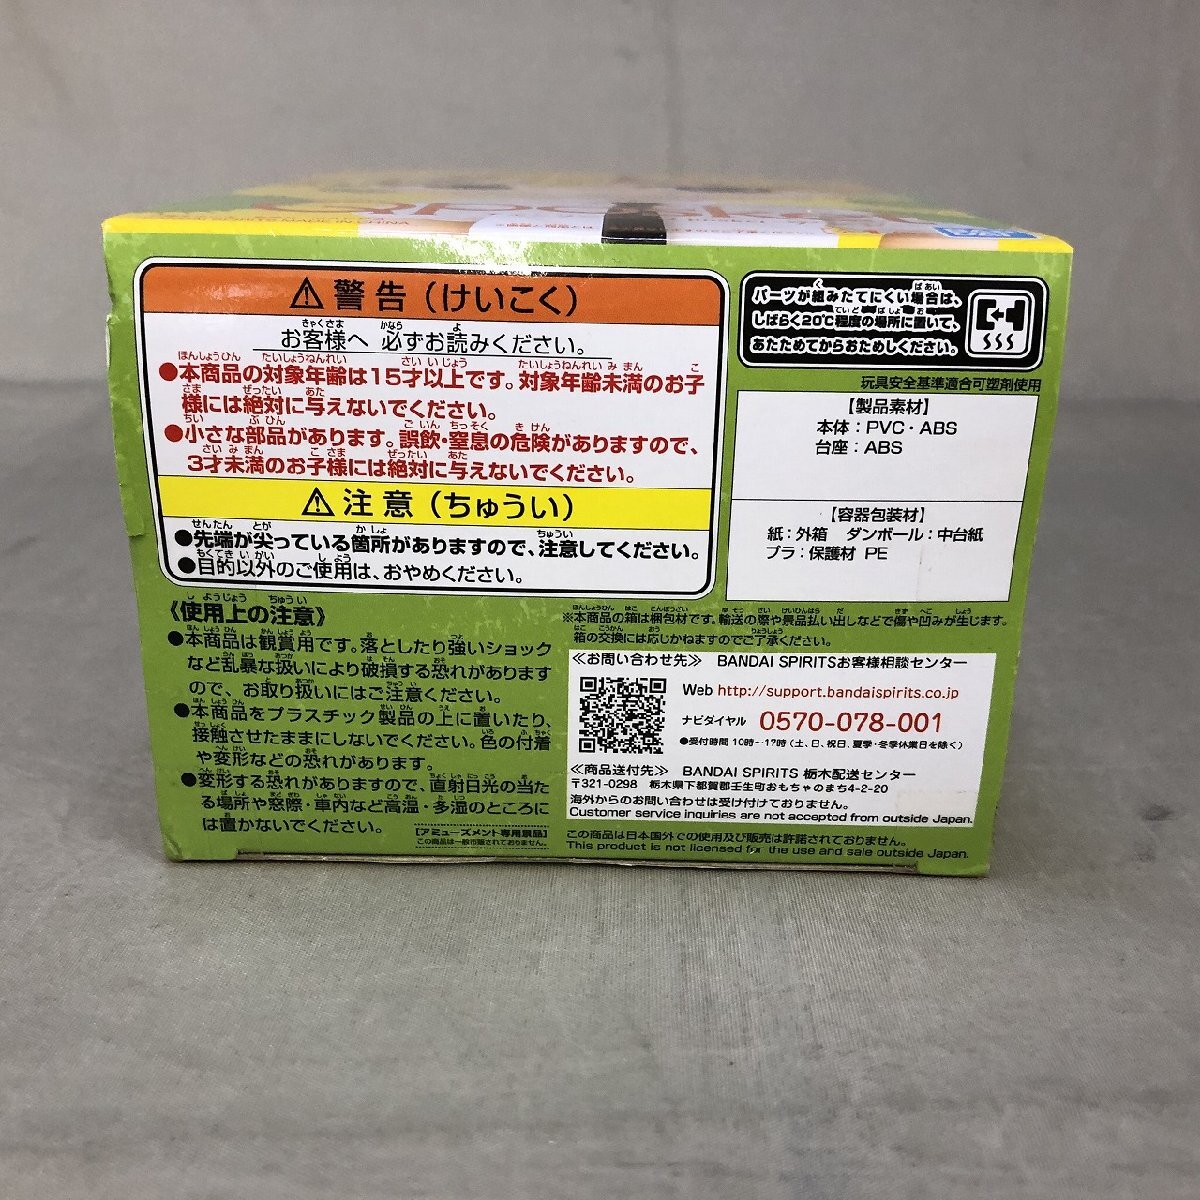 Qposket
警告（けいこく）
お客様へ 必ずお読みください。
●本商品の対象年齢は15才以上です。対象年齢未満のお子
様には絶対に与えないでください。
●小さな部品があります。誤飲・窒息の危険がありますので、
3才未満のお子様には絶対に与えないでください。
注意（ちゅうい）
●先端が尖っている箇所がありますので、注意してください。
●目的以外のご使用は、おやめください。
《使用上の注意》
●本商品は観賞用です。落としたり強いショック
など乱暴な扱いにより破損する恐れがあります
ので、お取り扱いにはご注意ください。
●本商品をプラスチック製品の上に置いたり、
接触させたままにしないでください。色の付着
や変形などの恐れがあります。
●変形する恐れがありますので、直射日光の当た
る場所や窓際・車内など高温・多湿のところに
は置かないでください。
【アミューズメント専用景品】
この商品は一般市販されておりません。
パーツが組みたてにくい場合は、
しばらく20℃程度の場所に置いて、
あたためてからおためしください。
玩具安全基準適合可塑剤使用
【製品素材】
本体：PVC・ABS
台座：ABS
【容器包装材】
紙：外箱　ダンボール：中台紙
プラ：保護材 PE
※本商品の箱は梱包材です。輸送の際や景品払い出しなどで傷や凹みが生じます。
箱の交換には応じかねますのでご了承ください。
≪お問い合わせ先≫　BANDAI SPIRITSお客様相談センター
Web http://support.bandaispirits.co.jp
ナビダイヤル 0570-078-001
●受付時間 10時～17時（土、日、祝日、夏季・冬季休業日を除く）
≪商品送付先≫　BANDAI SPIRITS 栃木配送センター
〒321-0298　栃木県下都賀郡壬生町おもちゃのまち4-2-20
海外からのお問い合わせは受け付けておりません。
Customer service inquiries are not accepted from outside Japan.
この商品は日本国外での使用及び販売は許諾されておりません。
This product is not licensed for the use and sale outside Japan.